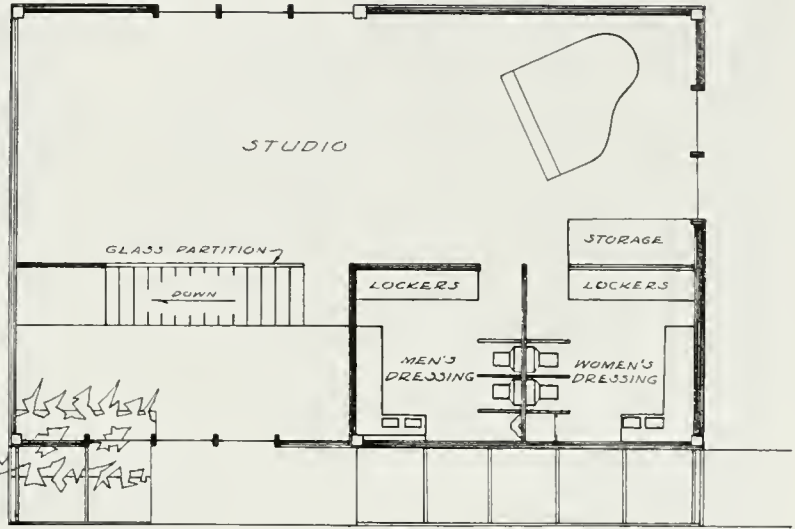 STUDIO
STORAGE
GLASS PARTITION
LOCKERS
LOCKERS
DOWN
MEN'S
DRESSING
WOMEN'S
DRESSING